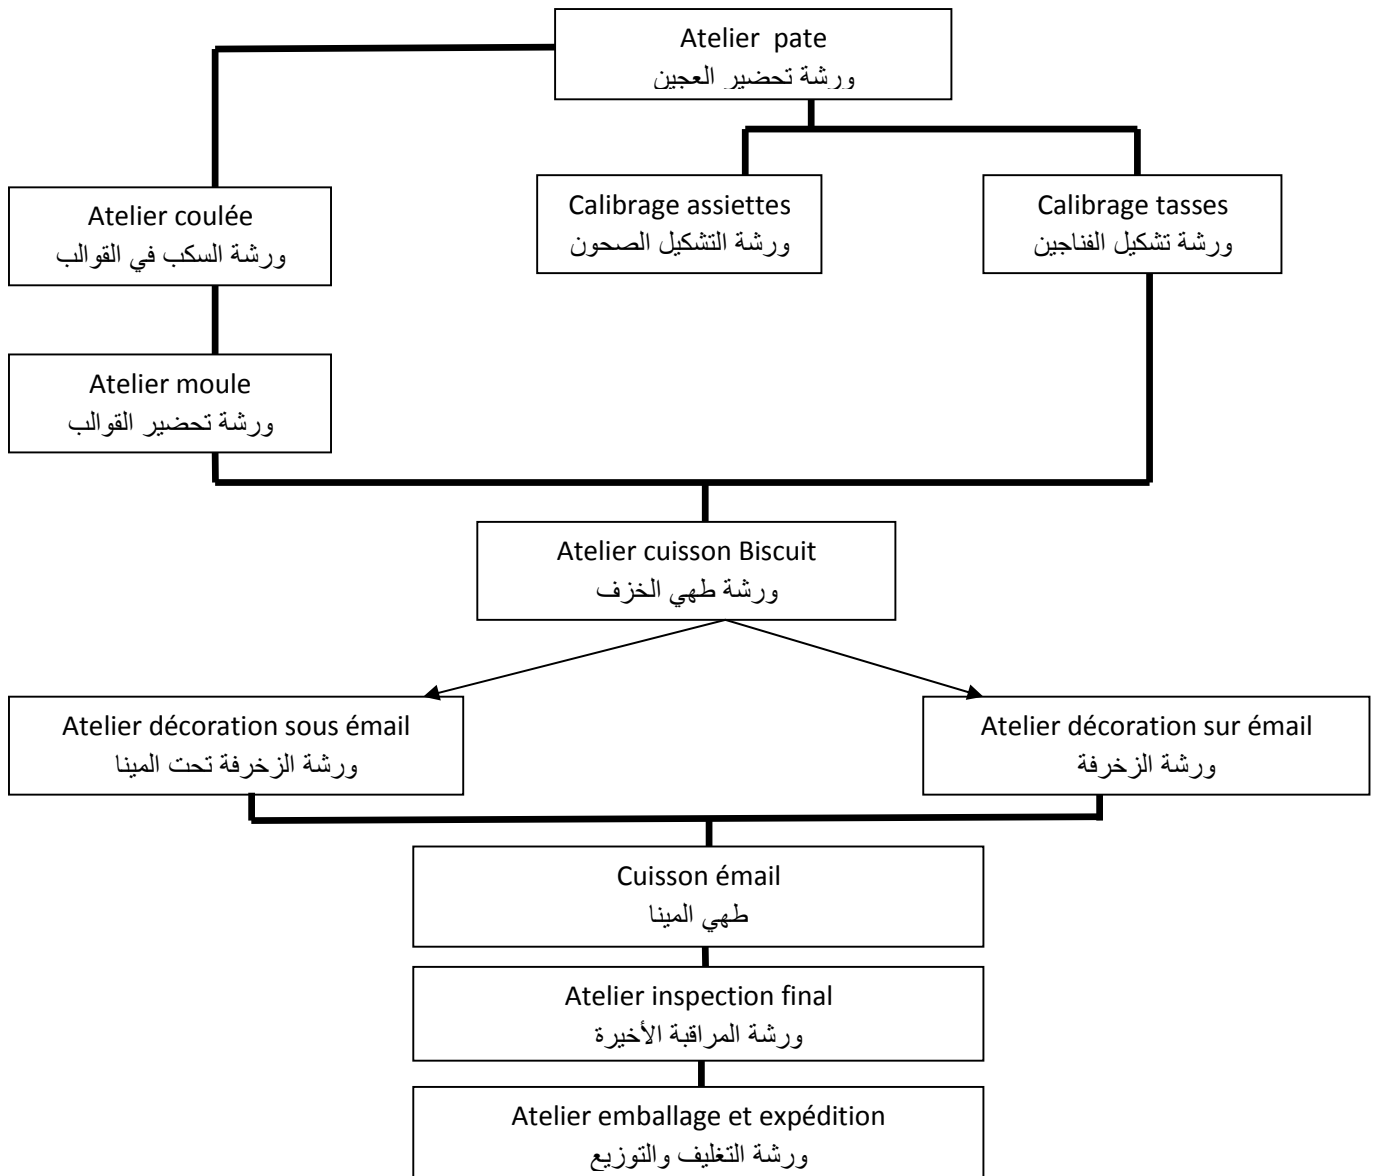 Atelier pate
ورشة تحضير العجين
Atelier coulée
ورشة السكب في القوالب
Calibrage assiettes
ورشة التشكيل الصحون
Calibrage tasses
ورشة تشكيل الفناجين
Atelier moule
ورشة تحضير القوالب
Atelier cuisson Biscuit
ورشة طهي الخزف
Atelier décoration sous émail
ورشة الزخرفة تحت المينا
Atelier décoration sur émail
ورشة الزخرفة
Cuisson émail
طهي المينا
Atelier inspection final
ورشة المراقبة الأخيرة
Atelier emballage et expédition
ورشة التغليف والتوزيع